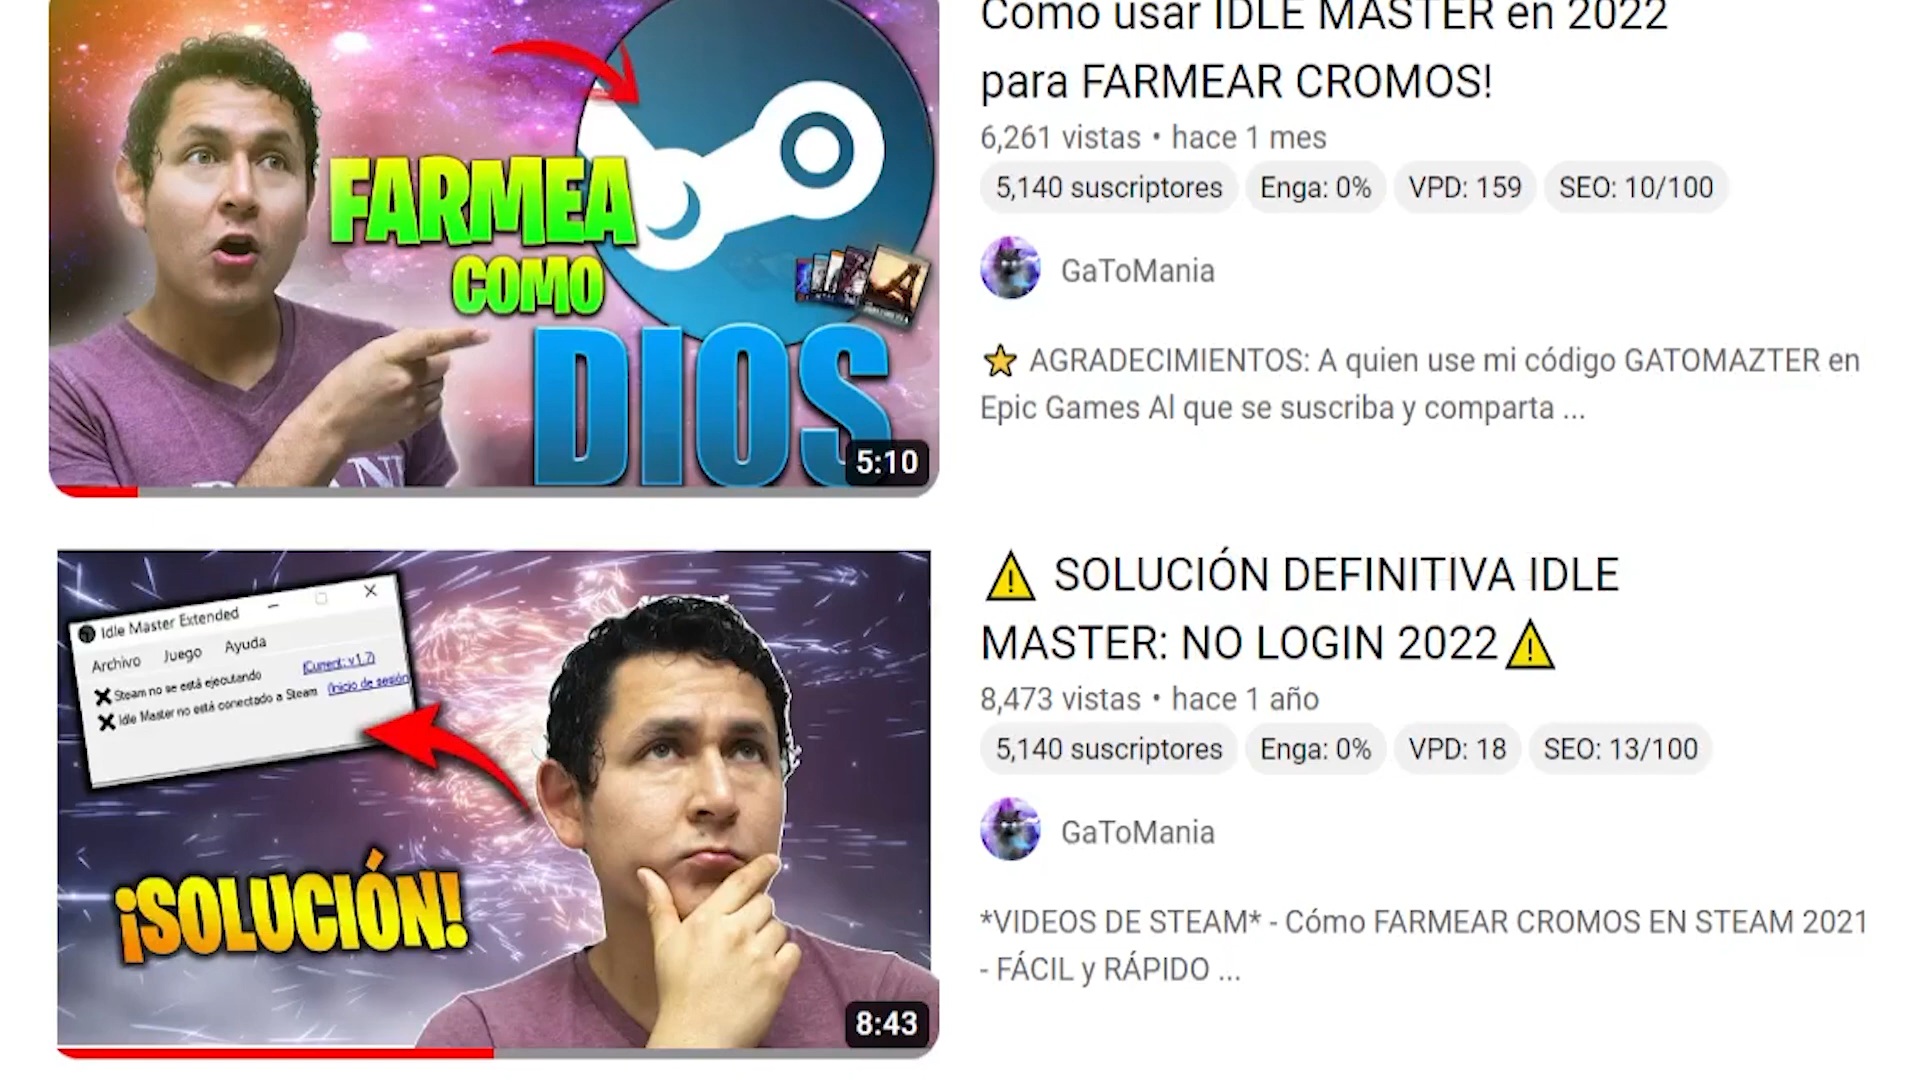 FARMEA
COMO
DIOS
5:10
Como usar IDLE MASTER en 2022
para FARMEAR CROMOS!
6,261 vistas • hace 1 mes
5,140 suscriptores Enga: 0% VPD: 159 SEO: 10/100
GaToMania
⭐ AGRADECIMIENTOS: A quien use mi código GATOMAZTER en
Epic Games Al que se suscriba y comparta ...
Idle Master Extended
Archivo Juego Ayuda
Steam no se está ejecutando (Current: v1.7)
Idle Master no está conectado a Steam (Inicio de sesión
¡SOLUCIÓN!
8:43
⚠ SOLUCIÓN DEFINITIVA IDLE
MASTER: NO LOGIN 2022⚠
8,473 vistas • hace 1 año
5,140 suscriptores Enga: 0% VPD: 18 SEO: 13/100
GaToMania
*VIDEOS DE STEAM* - Cómo FARMEAR CROMOS EN STEAM 2021
- FÁCIL y RÁPIDO ...